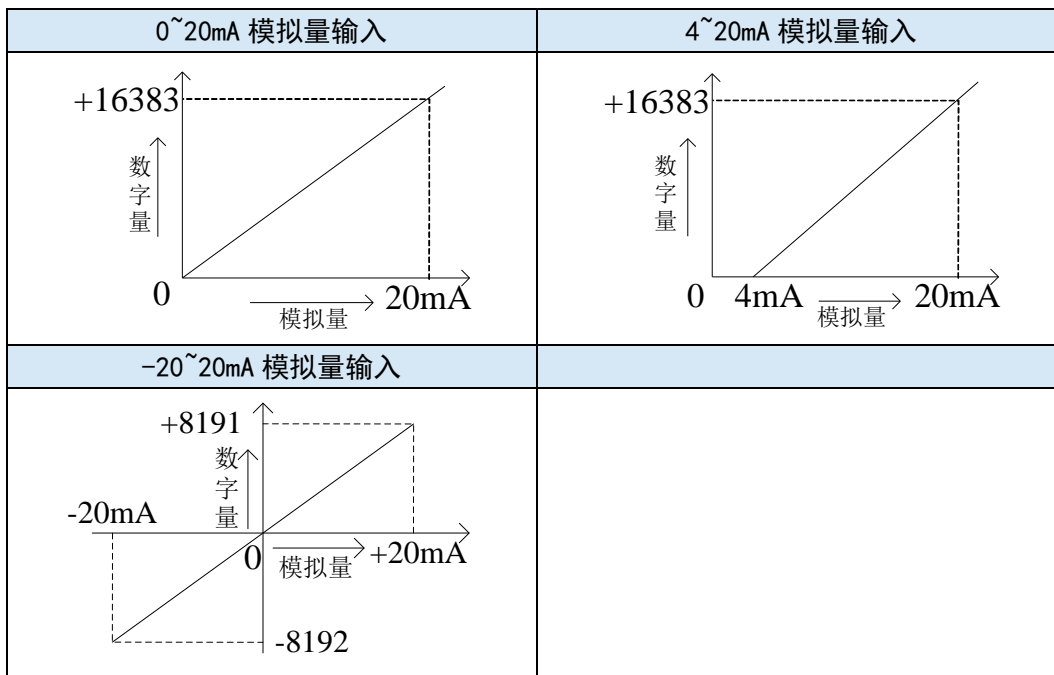 0~20mA 模拟量输入
4~20mA 模拟量输入
+16383
数字量
0
模拟量
20mA
+16383
数字量
0
4mA
模拟量
20mA
-20~20mA 模拟量输入
+8191
数字量
-20mA
0
模拟量
+20mA
-8192